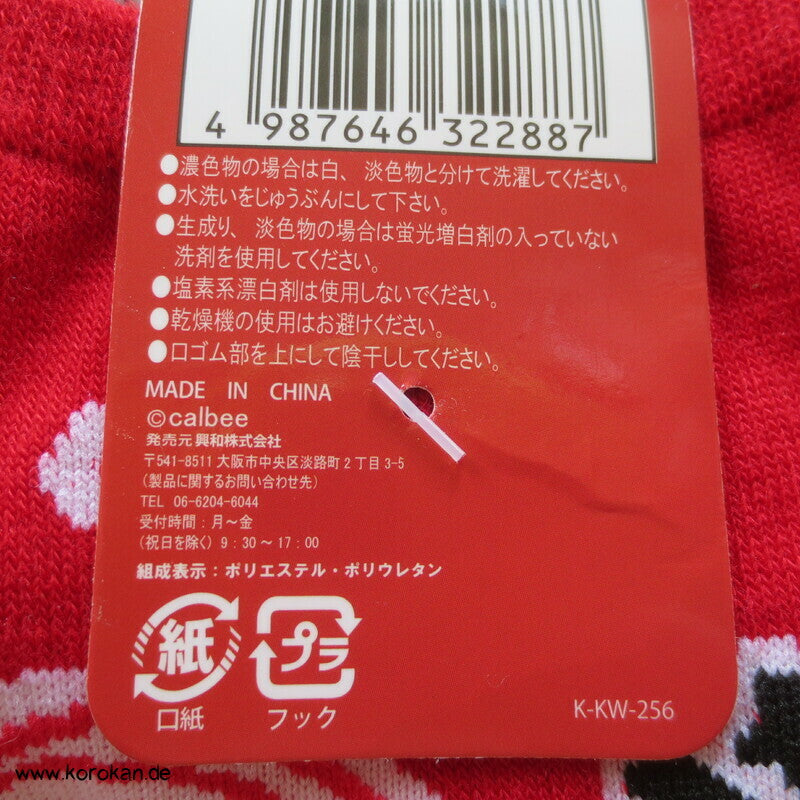 4 987646 322887
●濃色物の場合は白、淡色物と分けて洗濯してください。
●水洗いをじゅうぶんにして下さい。
●生成り、淡色物の場合は蛍光増白剤の入っていない
洗剤を使用してください。
●塩素系漂白剤は使用しないでください。
●乾燥機の使用はお避けください。
●口ゴム部を上にして陰干ししてください。
MADE IN CHINA
©calbee
発売元 興和株式会社
〒541-8511 大阪市中央区淡路町2丁目3-5
(製品に関するお問い合わせ先)
TEL 06-6204-6044
受付時間：月～金
(祝日を除く) 9：30～17：00
組成表示：ポリエステル・ポリウレタン
紙 プラ
口紙 フック
K-KW-256
www.korokan.de